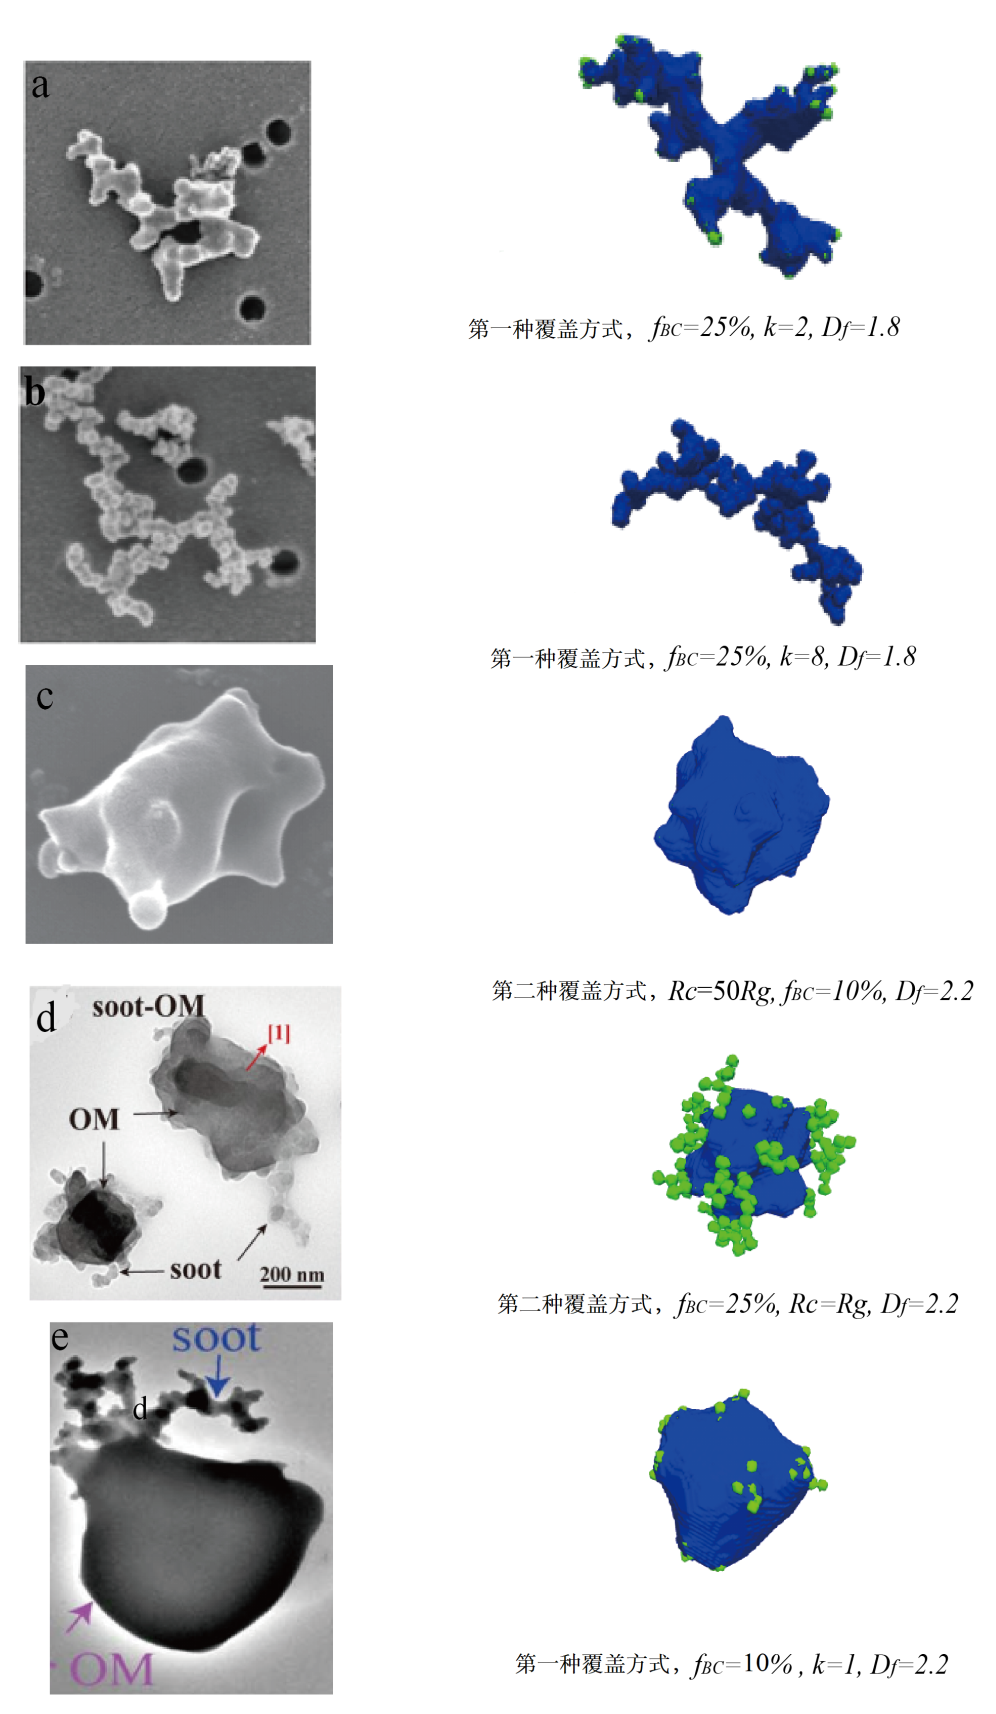 a
第一种覆盖方式，fBC=25%, k=2, Df=1.8
b
第一种覆盖方式，fBC=25%, k=8, Df=1.8
c
第二种覆盖方式，Rc=50Rg, fBC=10%, Df=2.2
d
soot-OM
[1]
OM
soot
200 nm
第二种覆盖方式，fBC=25%, Rc=Rg, Df=2.2
e
soot
d
OM
第一种覆盖方式，fBC=10% , k=1, Df=2.2